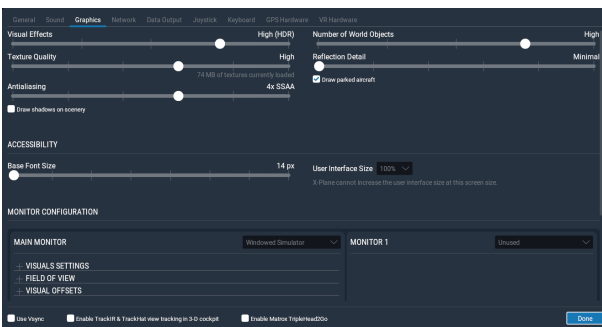 General Sound Graphics Network Data Output Joystick Keyboard GPS Hardware VR Hardware
Visual Effects High (HDR)
Number of World Objects High
Texture Quality High
74 MB of textures currently loaded
Reflection Detail Minimal
Draw parked aircraft
Antialiasing 4x SSAA
Draw shadows on scenery
ACCESSIBILITY
Base Font Size 14 px
User Interface Size 100%
X-Plane cannot increase the user interface size at this screen size.
MONITOR CONFIGURATION
MAIN MONITOR Windowed Simulator
MONITOR 1 Unused
VISUALS SETTINGS
FIELD OF VIEW
VISUAL OFFSETS
Use Vsync Enable TrackIR & TrackHat view tracking in 3-D cockpit Enable Matrox TripleHead2Go Done